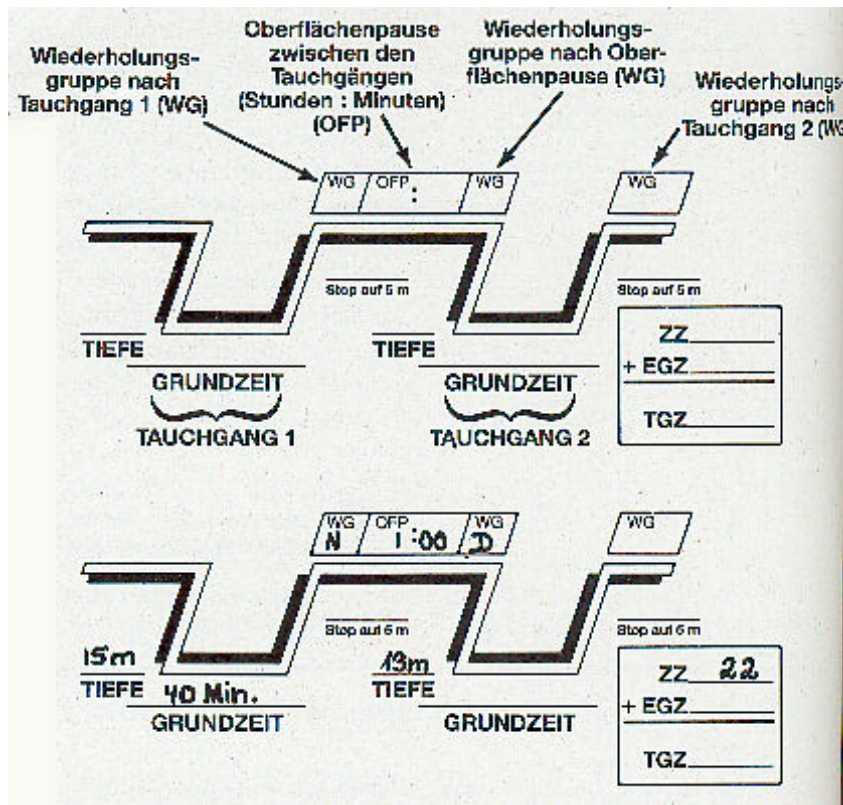 Wiederholungs-
gruppe nach
Tauchgang 1 (WG)
Oberflächenpause
zwischen den
Tauchgängen
(Stunden : Minuten)
(OFP)
Wiederholungs-
gruppe nach Ober-
flächenpause (WG)
Wiederholungs-
gruppe nach
Tauchgang 2 (WG
WG OFP : WG
WG
Stop auf 5 m
Stop auf 5 m
TIEFE
GRUNDZEIT
TAUCHGANG 1
TIEFE
GRUNDZEIT
TAUCHGANG 2
ZZ
+ EGZ
TGZ
WG OFP WG
N 1:00 D
WG
Stop auf 5 m
Stop auf 5 m
15m
TIEFE
40 Min.
GRUNDZEIT
13m
TIEFE
GRUNDZEIT
ZZ 22
+ EGZ
TGZ